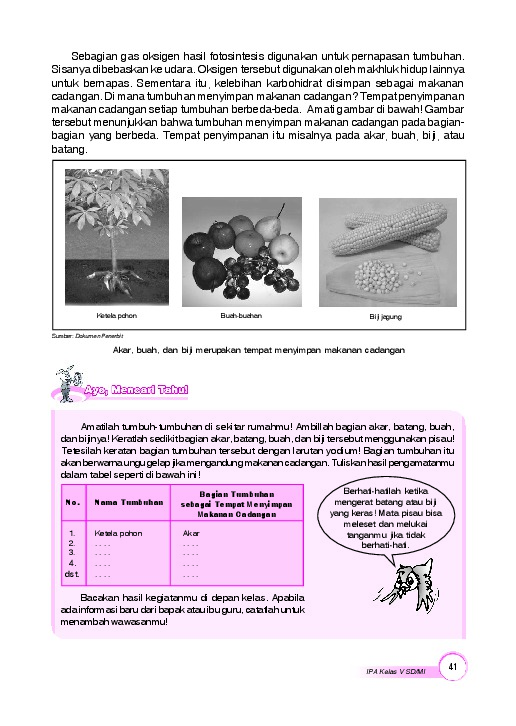 Sebagian gas oksigen hasil fotosintesis digunakan untuk pernapasan tumbuhan.
Sisanya dibebaskan ke udara. Oksigen tersebut digunakan oleh makhluk hidup lainnya
untuk bernapas. Sementara itu, kelebihan karbohidrat disimpan sebagai makanan
cadangan. Di mana tumbuhan menyimpan makanan cadangan? Tempat penyimpanan
makanan cadangan setiap tumbuhan berbeda-beda. Amati gambar di bawah! Gambar
tersebut menunjukkan bahwa tumbuhan menyimpan makanan cadangan pada bagian-
bagian yang berbeda. Tempat penyimpanan itu misalnya pada akar, buah, biji, atau
batang.
Ketela pohon
Buah-buahan
Biji jagung
Sumber: Dokumen Penerbit
Akar, buah, dan biji merupakan tempat menyimpan makanan cadangan
Ayo, Mencari Tahu!
Amatilah tumbuh-tumbuhan di sekitar rumahmu! Ambillah bagian akar, batang, buah,
dan bijinya! Keratlah sedikit bagian akar, batang, buah, dan biji tersebut menggunakan pisau!
Tetesilah keratan bagian tumbuhan tersebut dengan larutan yodium! Bagian tumbuhan itu
akan berwarna ungu gelap jika mengandung makanan cadangan. Tuliskan hasil pengamatanmu
dalam tabel seperti di bawah ini!
No. Nama Tumbuhan Bagian Tumbuhan
sebagai Tempat Menyimpan
Makanan Cadangan
1. Ketela pohon Akar
2. . . . . . . . .
3. . . . . . . . .
4. . . . . . . . .
dst. . . . . . . . .
Berhati-hatilah ketika
mengerat batang atau biji
yang keras! Mata pisau bisa
meleset dan melukai
tanganmu jika tidak
berhati-hati.
Bacakan hasil kegiatanmu di depan kelas. Apabila
ada informasi baru dari bapak atau ibu guru, catatlah untuk
menambah wawasanmu!
IPA Kelas V SD/MI
41